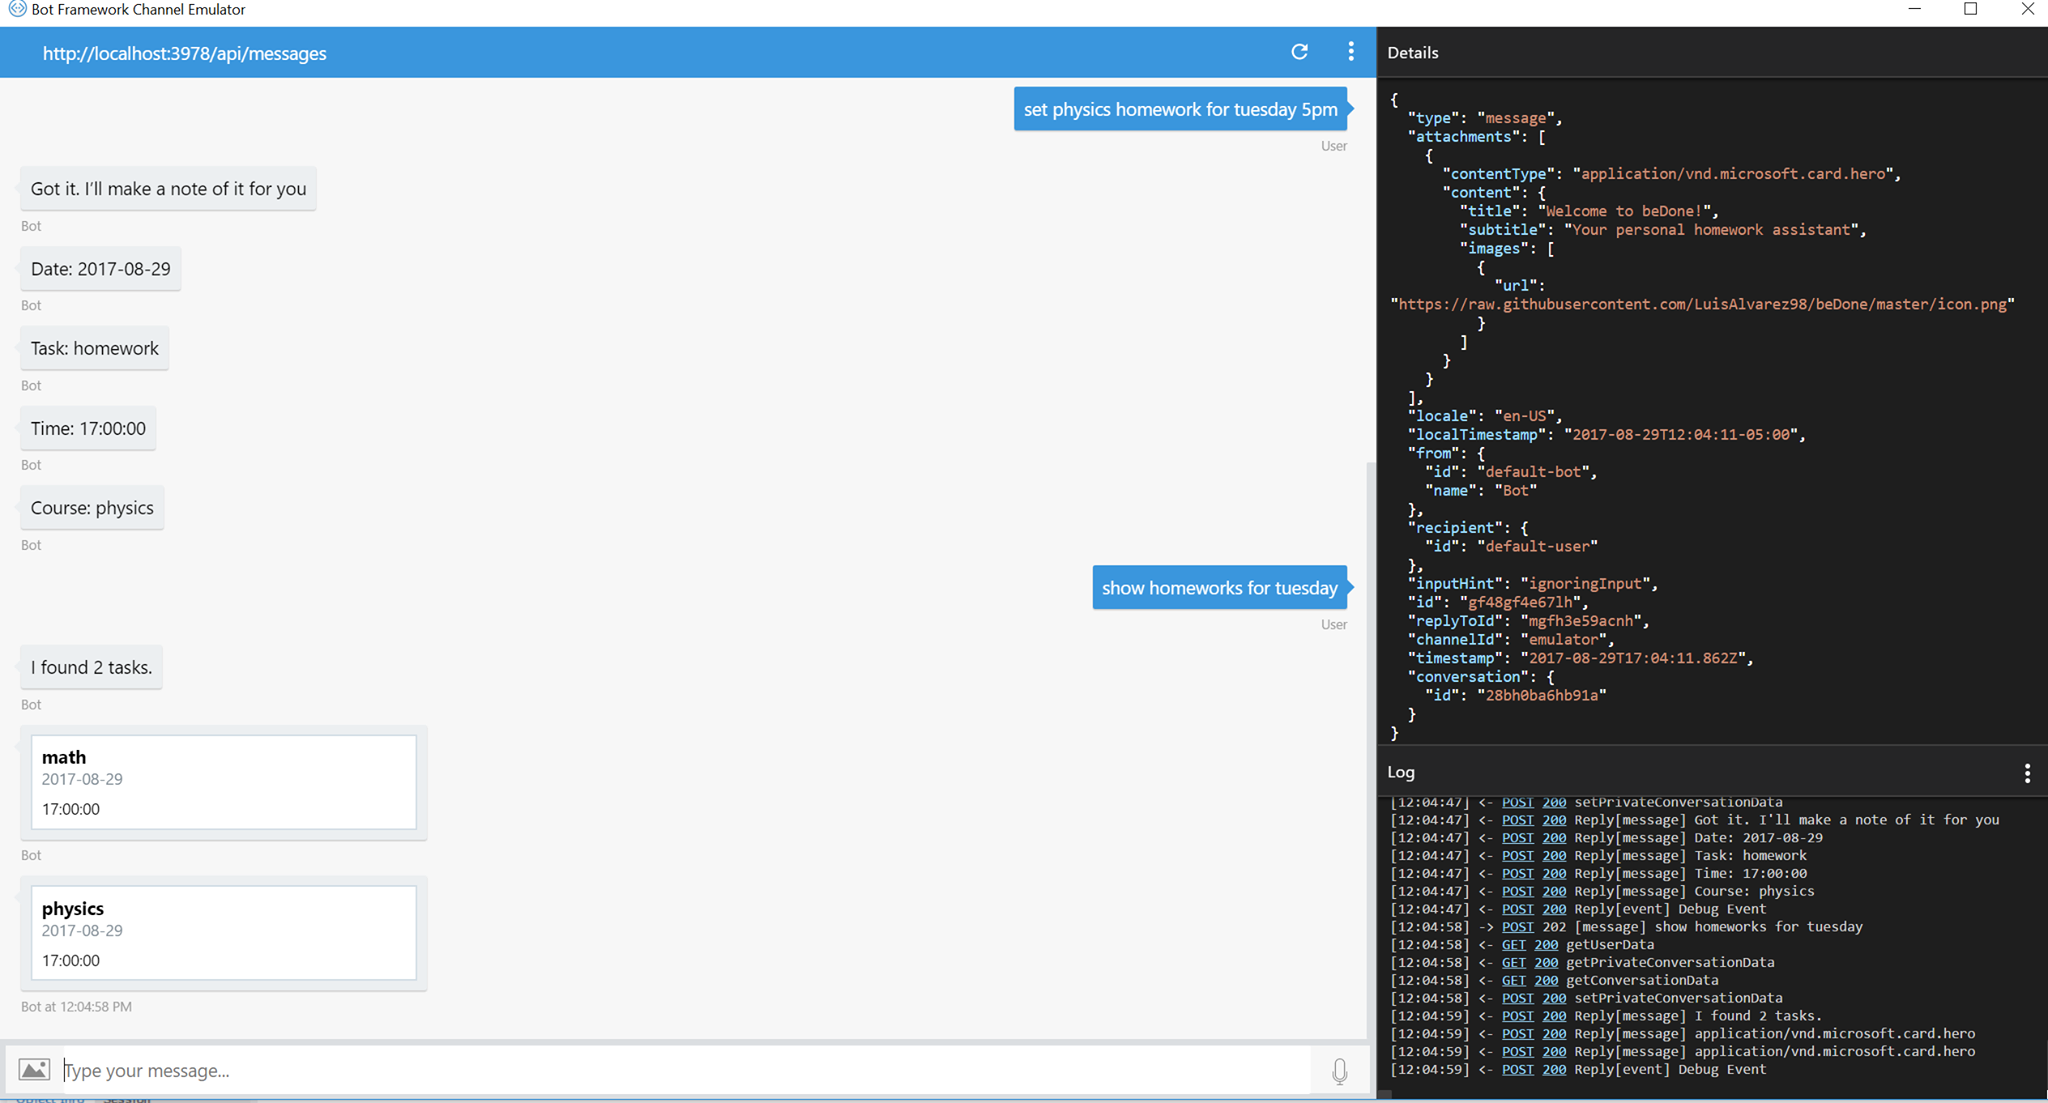 Bot Framework Channel Emulator
http://localhost:3978/api/messages
set physics homework for tuesday 5pm
User
Got it. I'll make a note of it for you
Bot
Date: 2017-08-29
Bot
Task: homework
Bot
Time: 17:00:00
Bot
Course: physics
Bot
show homeworks for tuesday
User
I found 2 tasks.
Bot
math
2017-08-29
17:00:00
Bot
physics
2017-08-29
17:00:00
Bot at 12:04:58 PM
Type your message...
Details
{
"type": "message",
"attachments": [
{
"contentType": "application/vnd.microsoft.card.hero",
"content": {
"title": "Welcome to beDone!",
"subtitle": "Your personal homework assistant",
"images": [
{
"url":
"https://raw.githubusercontent.com/LuisAlvarez98/beDone/master/icon.png"
}
]
}
}
],
"locale": "en-US",
"localTimestamp": "2017-08-29T12:04:11-05:00",
"from": {
"id": "default-bot",
"name": "Bot"
},
"recipient": {
"id": "default-user"
},
"inputHint": "ignoringInput",
"id": "gf48gf4e67lh",
"replyToId": "mgfh3e59acnh",
"channelId": "emulator",
"timestamp": "2017-08-29T17:04:11.862Z",
"conversation": {
"id": "28bh0ba6hb91a"
}
}
Log
[12:04:47] <- POST 200 setPrivateConversationData
[12:04:47] <- POST 200 Reply[message] Got it. I'll make a note of it for you
[12:04:47] <- POST 200 Reply[message] Date: 2017-08-29
[12:04:47] <- POST 200 Reply[message] Task: homework
[12:04:47] <- POST 200 Reply[message] Time: 17:00:00
[12:04:47] <- POST 200 Reply[message] Course: physics
[12:04:47] <- POST 200 Reply[event] Debug Event
[12:04:58] -> POST 202 [message] show homeworks for tuesday
[12:04:58] <- GET 200 getUserData
[12:04:58] <- GET 200 getPrivateConversationData
[12:04:58] <- GET 200 getConversationData
[12:04:58] <- POST 200 setPrivateConversationData
[12:04:59] <- POST 200 Reply[message] I found 2 tasks.
[12:04:59] <- POST 200 Reply[message] application/vnd.microsoft.card.hero
[12:04:59] <- POST 200 Reply[message] application/vnd.microsoft.card.hero
[12:04:59] <- POST 200 Reply[event] Debug Event